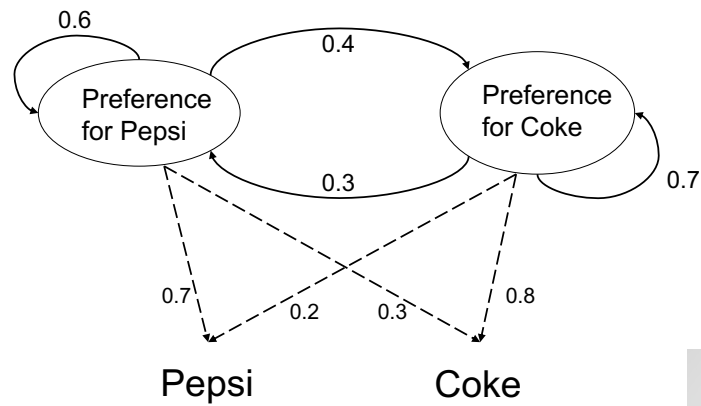 0.6
0.4
Preference
for Pepsi
Preference
for Coke
0.3
0.7
0.7
0.2
0.3
0.8
Pepsi
Coke